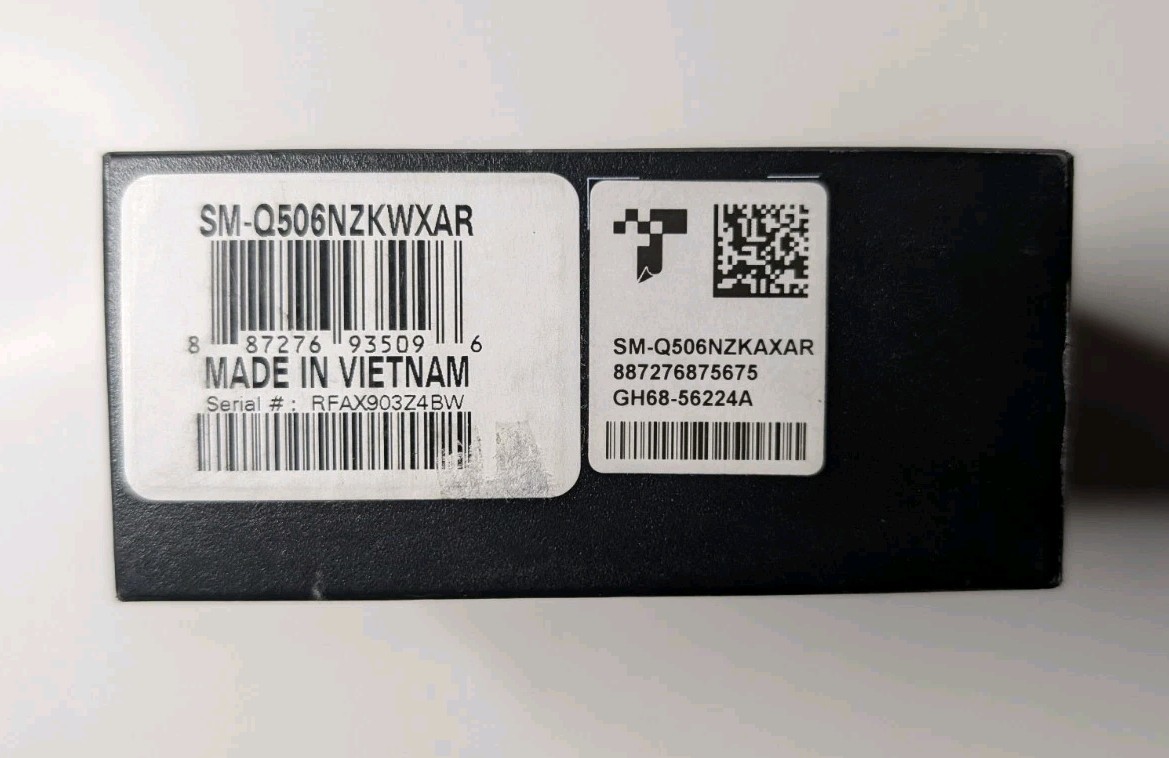 SM-Q506NZKWXAR
8 87276 93509 6
MADE IN VIETNAM
Serial # : RFAX903Z4BW
SM-Q506NZKAXAR
887276875675
GH68-56224A